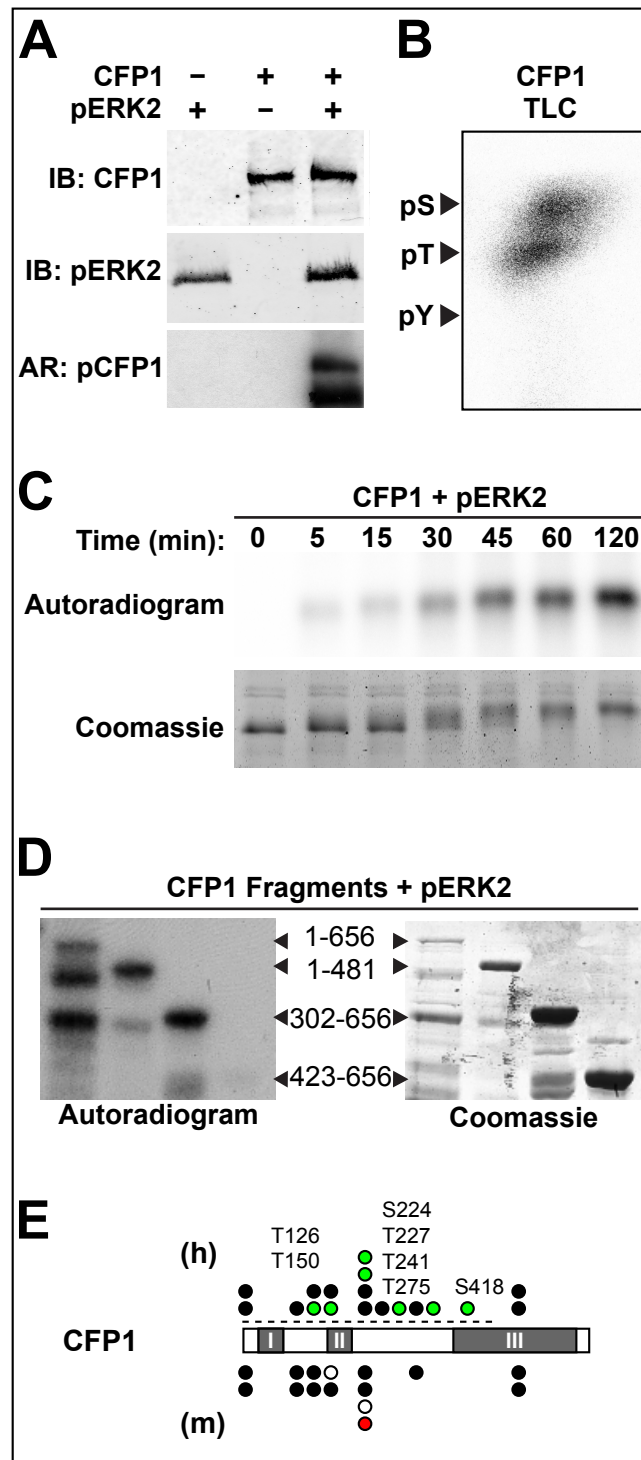 A
CFP1 – + +
pERK2 + – +
IB: CFP1
IB: pERK2
AR: pCFP1
B
CFP1
TLC
pS
pT
pY
C
CFP1 + pERK2
Time (min): 0 5 15 30 45 60 120
Autoradiogram
Coomassie
D
CFP1 Fragments + pERK2
1-656
1-481
302-656
423-656
Autoradiogram
Coomassie
E
(h)
T126
T150
S224
T227
T241
T275
S418
CFP1
I
II
III
(m)